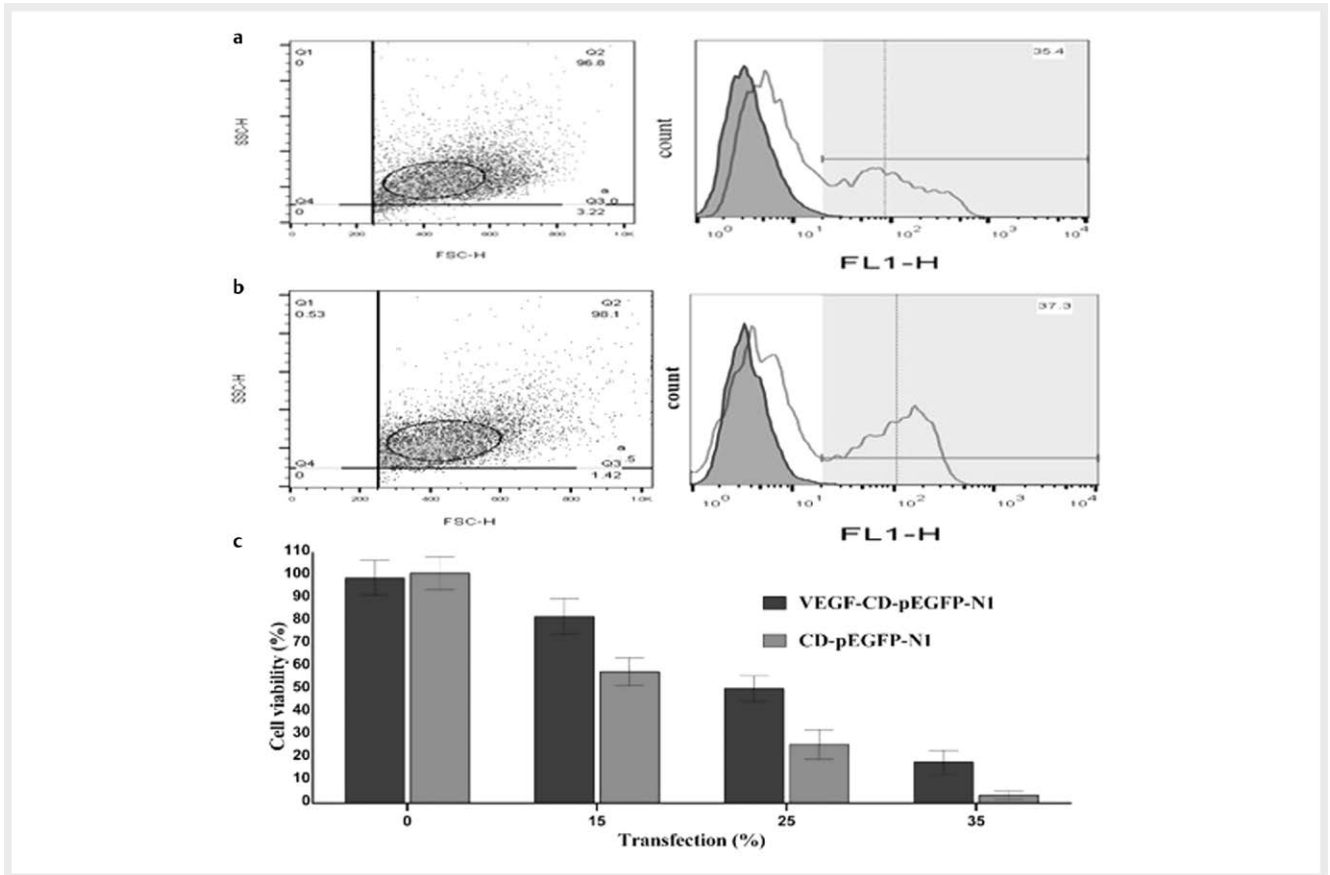 a
Q1
0
Q2
96.8
SSC-H
Q4
0
a
Q3
3.22
0 200 400 600 800 1.0K
FSC-H
35.4
count
10^0 10^1 10^2 10^3 10^4
FL1-H
b
Q1
0.53
Q2
98.1
SSC-H
Q4
0
a
Q3 .5
1.42
0 200 400 600 800 1.0K
FSC-H
37.3
count
10^0 10^1 10^2 10^3 10^4
FL1-H
c
110
100
90
80
70
60
50
40
30
20
10
0
Cell viability (%)
VEGF-CD-pEGFP-N1
CD-pEGFP-N1
0 15 25 35
Transfection (%)